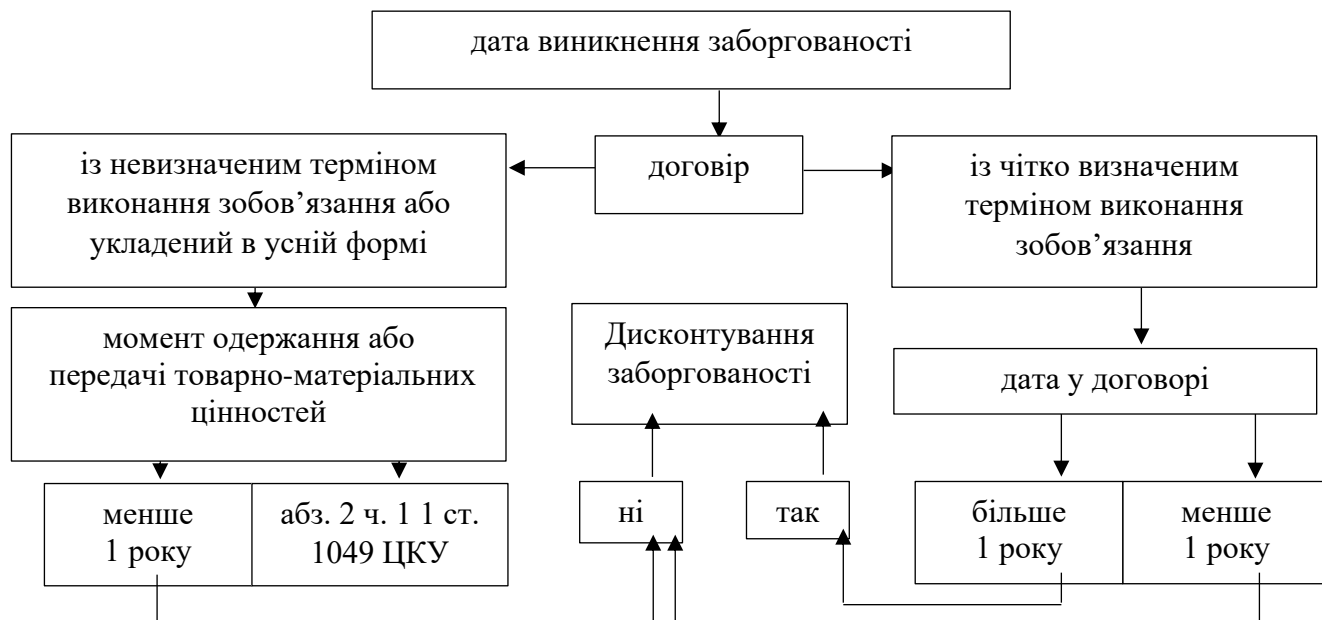 дата виникнення заборгованості
із невизначеним терміном
виконання зобов’язання або
укладений в усній формі
договір
із чітко визначеним
терміном виконання
зобов’язання
момент одержання або
передачі товарно-матеріальних
цінностей
Дисконтування
заборгованості
дата у договорі
менше
1 року
абз. 2 ч. 1 1 ст.
1049 ЦКУ
ні
так
більше
1 року
менше
1 року